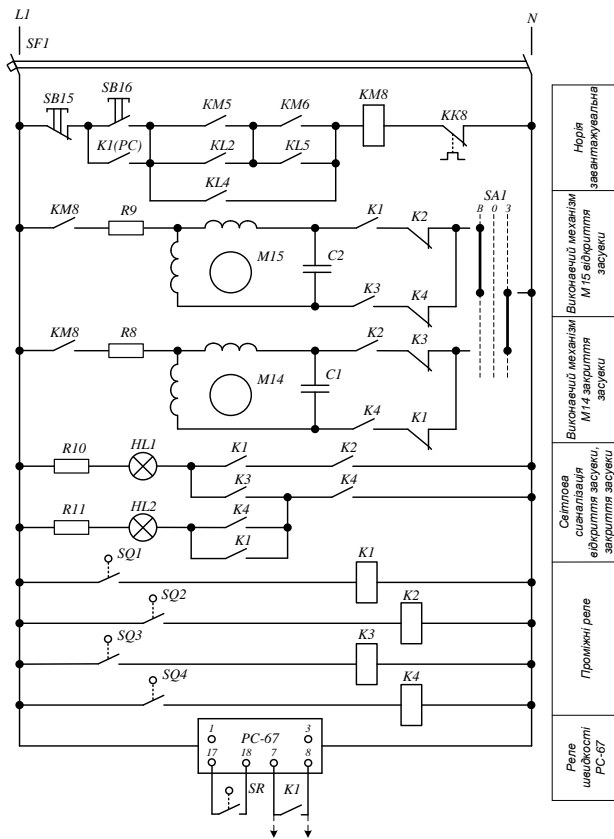 L1
N
SF1
SB15
SB16
KM5
KM6
KM8
KK8
K1(PC)
KL2
KL5
KL4
SA1
В 0 З
Норія
завантажувальна
KM8
R9
K1
K2
M15
C2
K3
K4
Виконавчий механізм
М15 відкриття
засувки
KM8
R8
K2
K3
M14
C1
K4
K1
Виконавчий механізм
М14 закриття
засувки
R10
HL1
K1
K2
K3
K4
R11
HL2
K4
K1
Світлова
сигналізація
відкриття засувки,
закриття засувки
SQ1
K1
SQ2
K2
SQ3
K3
SQ4
K4
Проміжні реле
PC-67
1
3
17
18
7
8
SR
K1
Реле
швидкості
РС-67